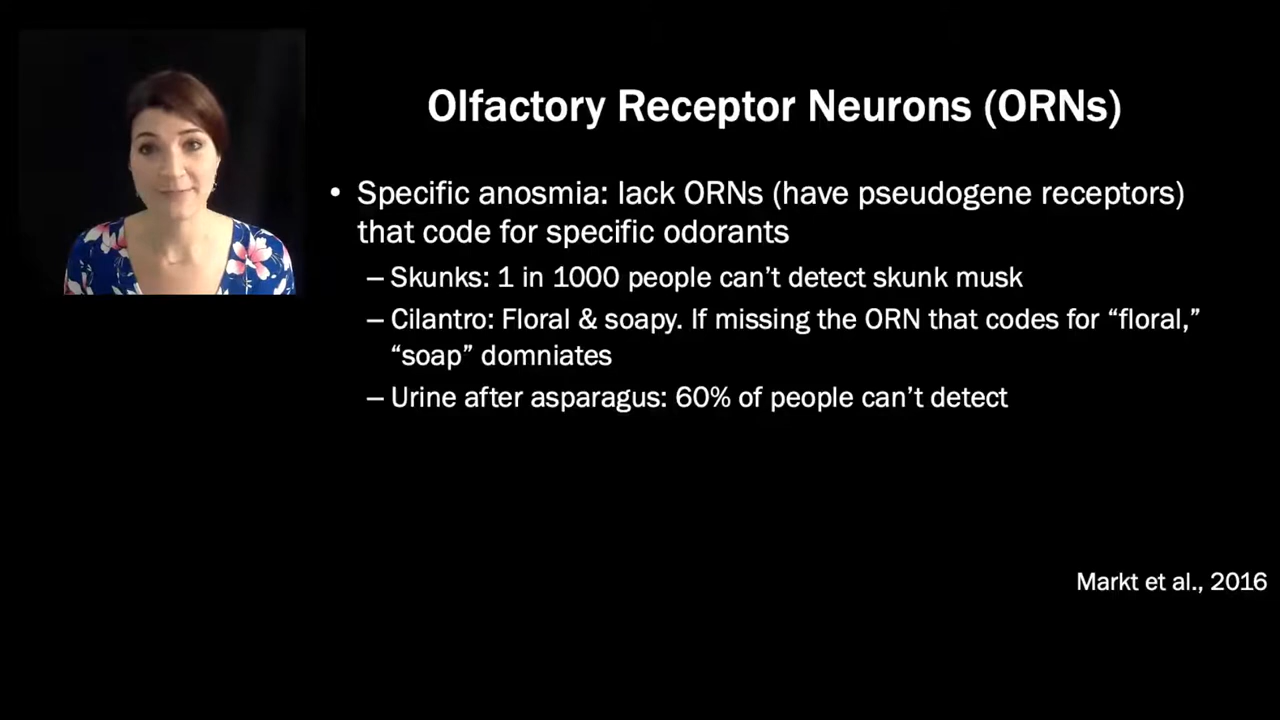 Olfactory Receptor Neurons (ORNs)
• Specific anosmia: lack ORNs (have pseudogene receptors)
that code for specific odorants
– Skunks: 1 in 1000 people can’t detect skunk musk
– Cilantro: Floral & soapy. If missing the ORN that codes for “floral,”
“soap” domniates
– Urine after asparagus: 60% of people can’t detect
Markt et al., 2016